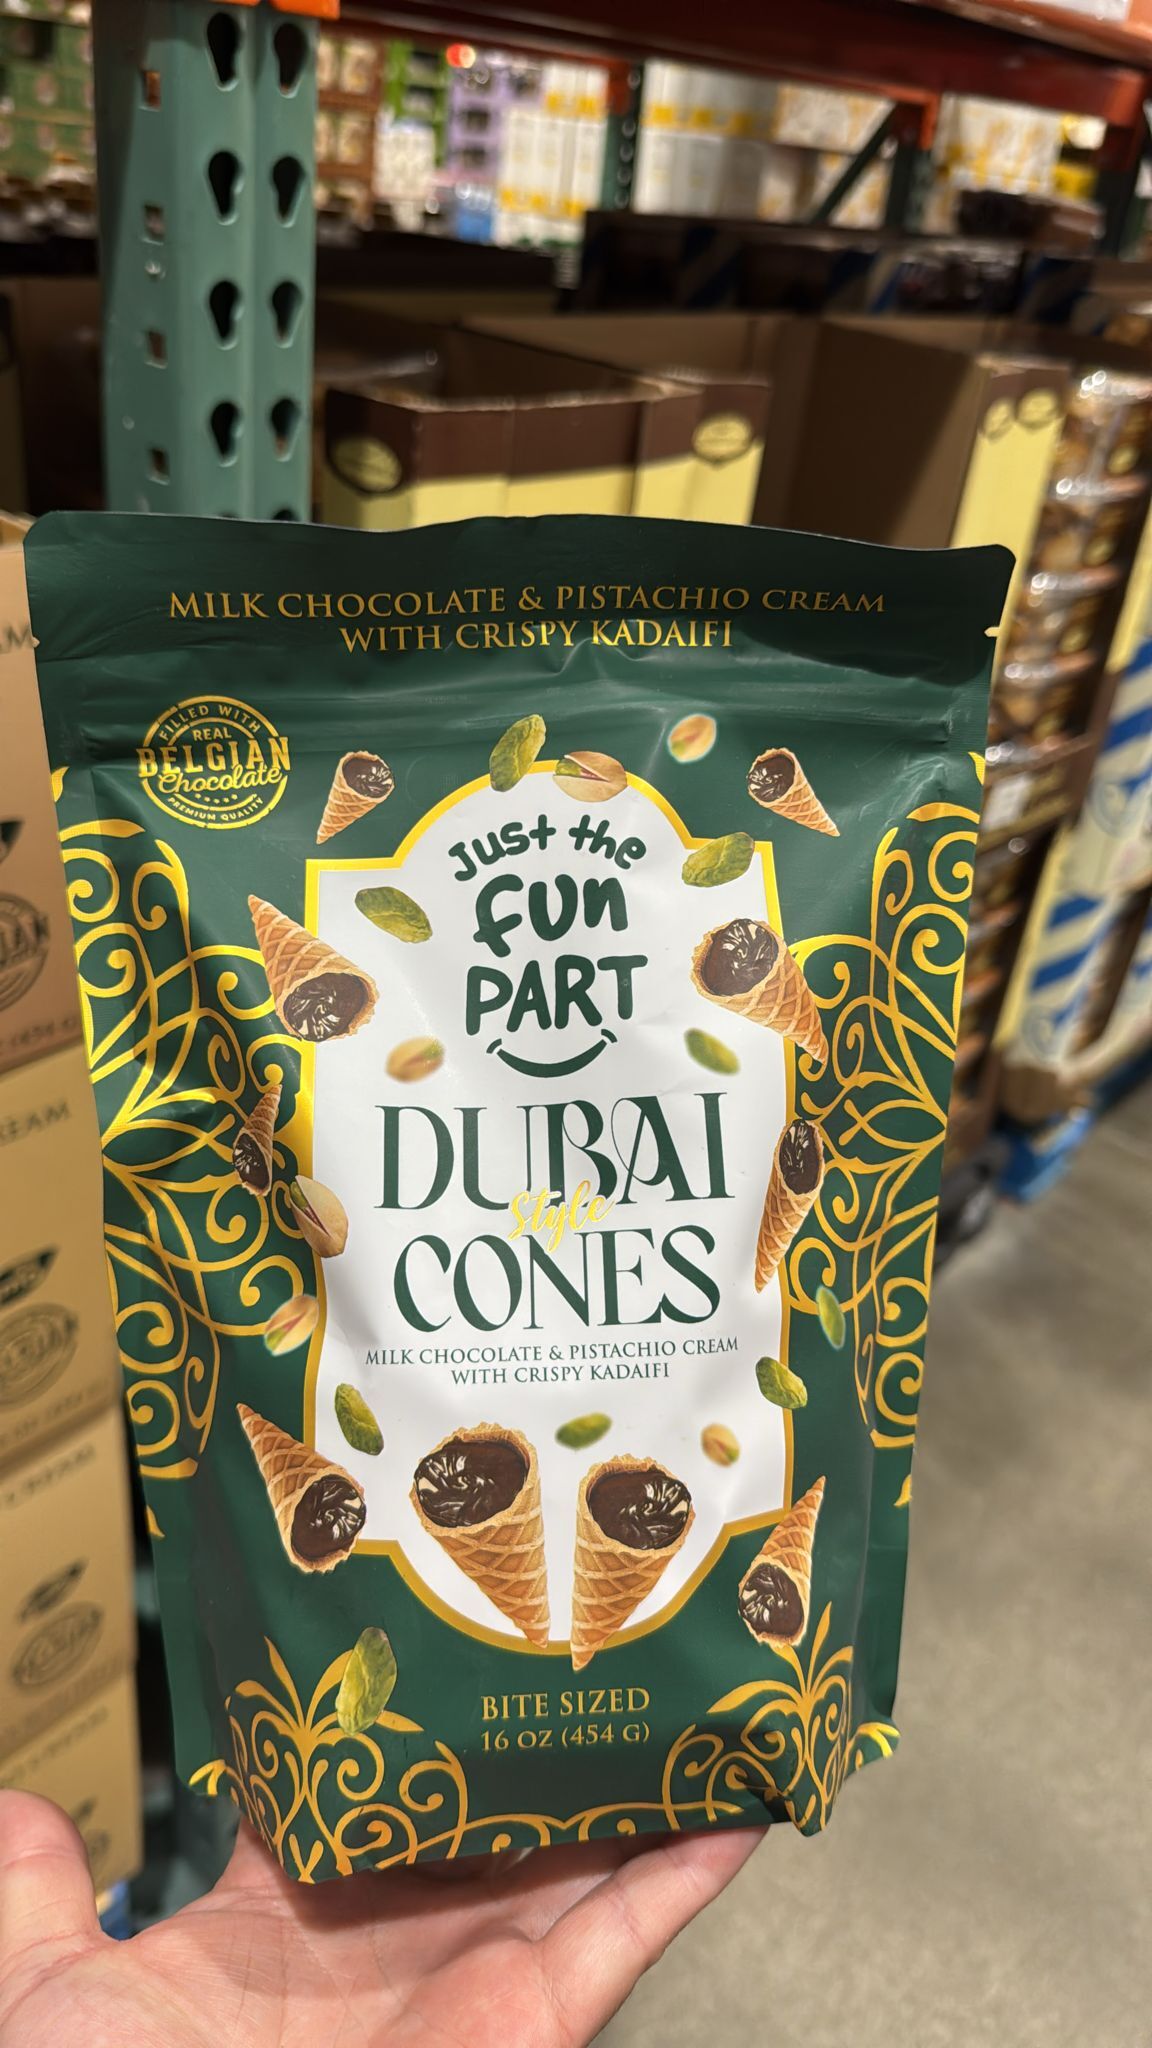 MILK CHOCOLATE & PISTACHIO CREAM
WITH CRISPY KADAIFI
FILLED WITH
REAL
BELGIAN
Chocolate
PREMIUM QUALITY
Just the
Fun
PART
DUBAI
Style
CONES
MILK CHOCOLATE & PISTACHIO CREAM
WITH CRISPY KADAIFI
BITE SIZED
16 OZ (454 G)